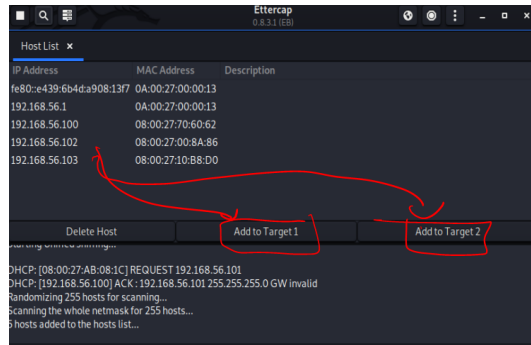 Ettercap
0.8.3.1 (EB)
Host List ×
IP Address MAC Address Description
fe80::e439:6b4d:a908:13f7 0A:00:27:00:00:13
192.168.56.1 0A:00:27:00:00:13
192.168.56.100 08:00:27:70:60:62
192.168.56.102 08:00:27:00:8A:86
192.168.56.103 08:00:27:10:B8:D0
Delete Host Add to Target 1 Add to Target 2
Starting Unified sniffing...
DHCP: [08:00:27:AB:08:1C] REQUEST 192.168.56.101
DHCP: [192.168.56.100] ACK : 192.168.56.101 255.255.255.0 GW invalid
Randomizing 255 hosts for scanning...
Scanning the whole netmask for 255 hosts...
5 hosts added to the hosts list...